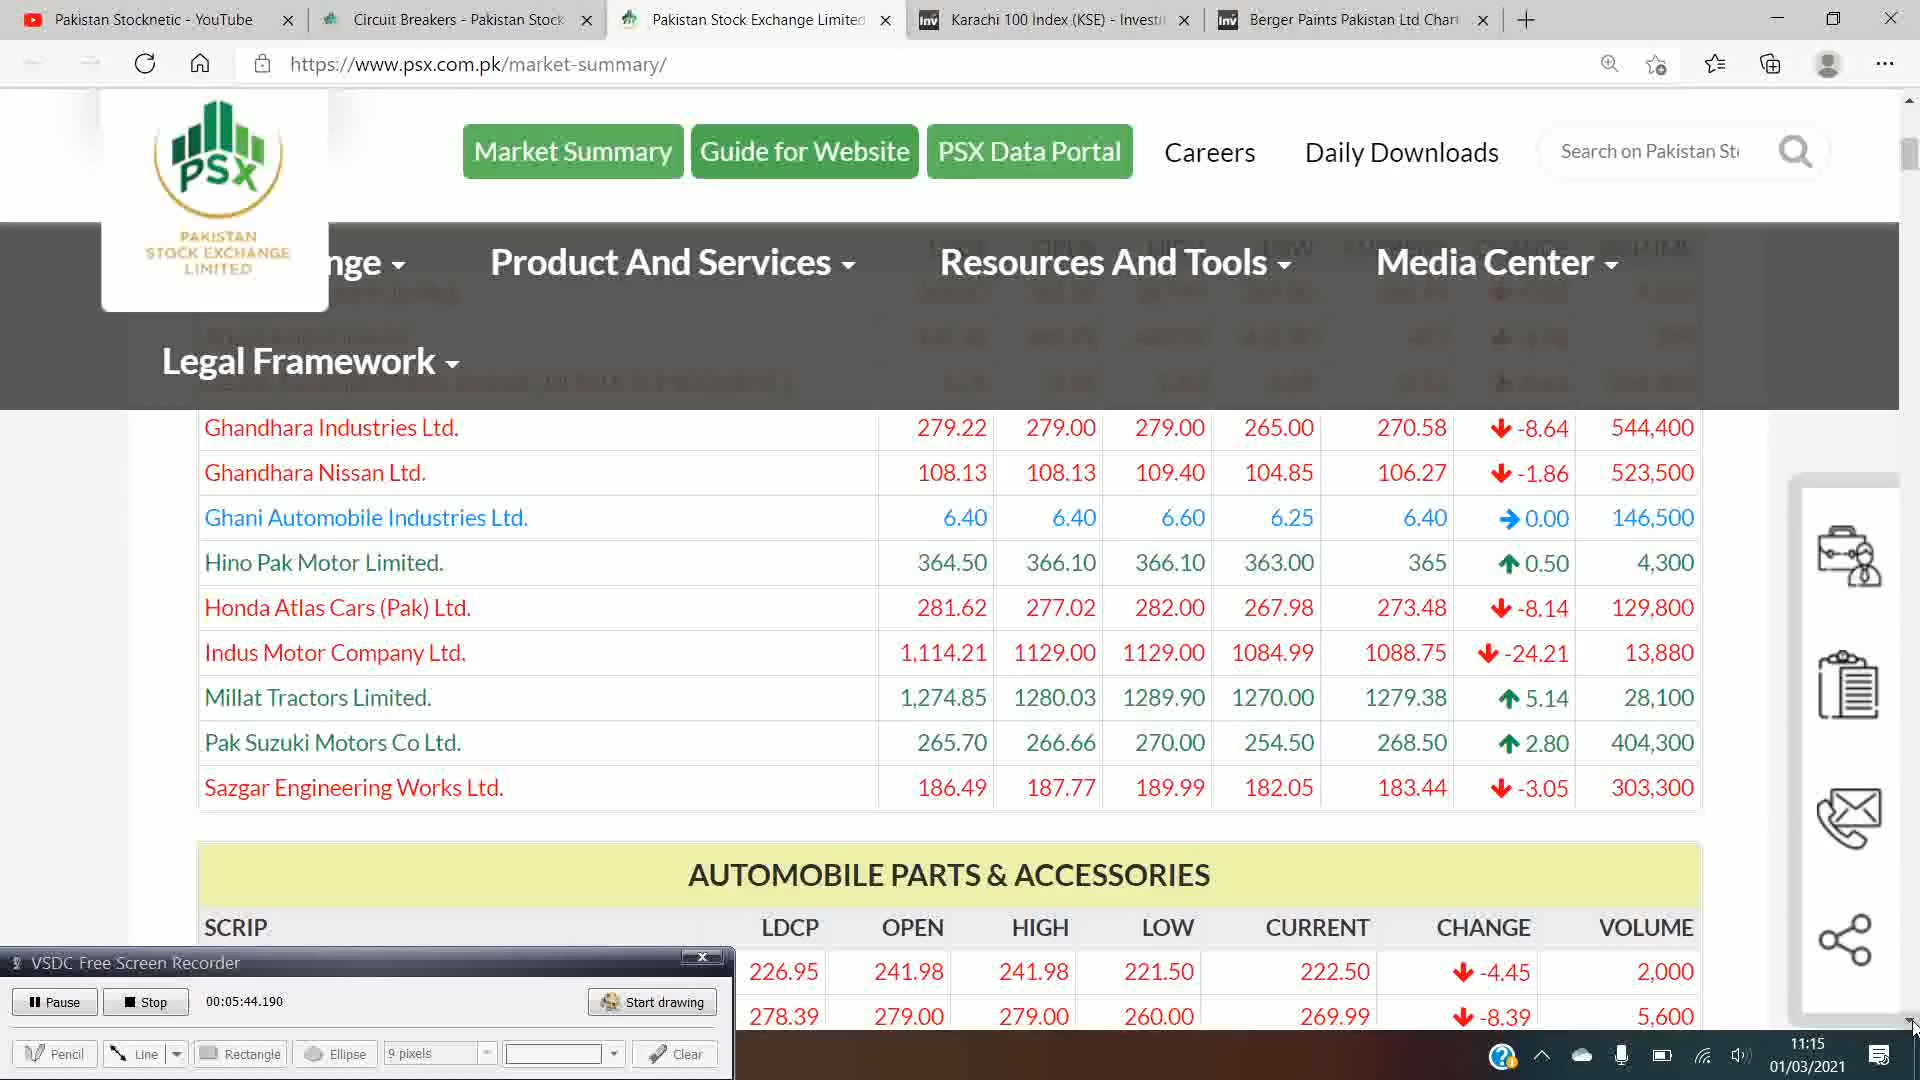 Pakistan Stocknetic - YouTube
Circuit Breakers - Pakistan Stock
Pakistan Stock Exchange Limited
Karachi 100 Index (KSE) - Investi
Berger Paints Pakistan Ltd Chart
https://www.psx.com.pk/market-summary/
PSX
PAKISTAN
STOCK EXCHANGE
LIMITED
Market Summary
Guide for Website
PSX Data Portal
Careers
Daily Downloads
Search on Pakistan Sto
nge
Product And Services
Resources And Tools
Media Center
Legal Framework
Ghandhara Industries Ltd. 279.22 279.00 279.00 265.00 270.58 -8.64 544,400
Ghandhara Nissan Ltd. 108.13 108.13 109.40 104.85 106.27 -1.86 523,500
Ghani Automobile Industries Ltd. 6.40 6.40 6.60 6.25 6.40 0.00 146,500
Hino Pak Motor Limited. 364.50 366.10 366.10 363.00 365 0.50 4,300
Honda Atlas Cars (Pak) Ltd. 281.62 277.02 282.00 267.98 273.48 -8.14 129,800
Indus Motor Company Ltd. 1,114.21 1129.00 1129.00 1084.99 1088.75 -24.21 13,880
Millat Tractors Limited. 1,274.85 1280.03 1289.90 1270.00 1279.38 5.14 28,100
Pak Suzuki Motors Co Ltd. 265.70 266.66 270.00 254.50 268.50 2.80 404,300
Sazgar Engineering Works Ltd. 186.49 187.77 189.99 182.05 183.44 -3.05 303,300
AUTOMOBILE PARTS & ACCESSORIES
SCRIP LDCP OPEN HIGH LOW CURRENT CHANGE VOLUME
226.95 241.98 241.98 221.50 222.50 -4.45 2,000
278.39 279.00 279.00 260.00 269.99 -8.39 5,600
VSDC Free Screen Recorder
Pause Stop 00:05:44.190 Start drawing
Pencil Line Rectangle Ellipse 9 pixels Clear
11:15
01/03/2021